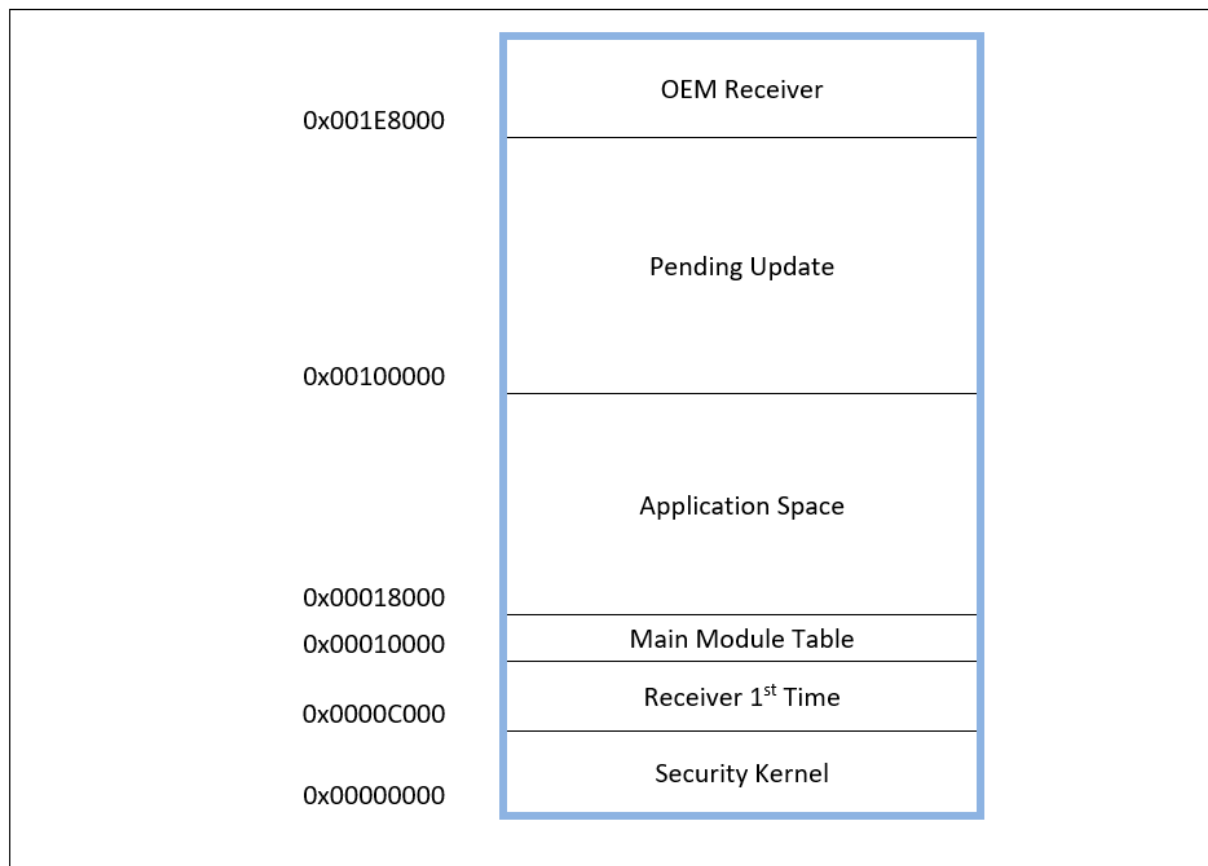 OEM Receiver
0x001E8000
Pending Update
0x00100000
Application Space
0x00018000
Main Module Table
0x00010000
Receiver 1st Time
0x0000C000
Security Kernel
0x00000000